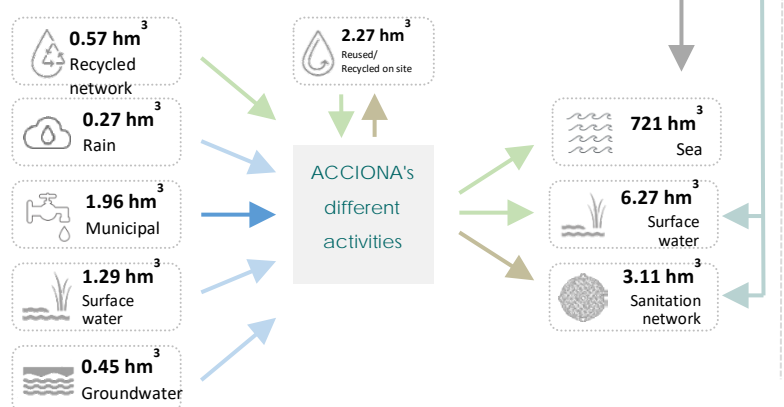 0.57 hm³
Recycled
network
0.27 hm³
Rain
1.96 hm³
Municipal
1.29 hm³
Surface
water
0.45 hm³
Groundwater
2.27 hm³
Reused/
Recycled on site
ACCIONA's
different
activities
721 hm³
Sea
6.27 hm³
Surface
water
3.11 hm³
Sanitation
network